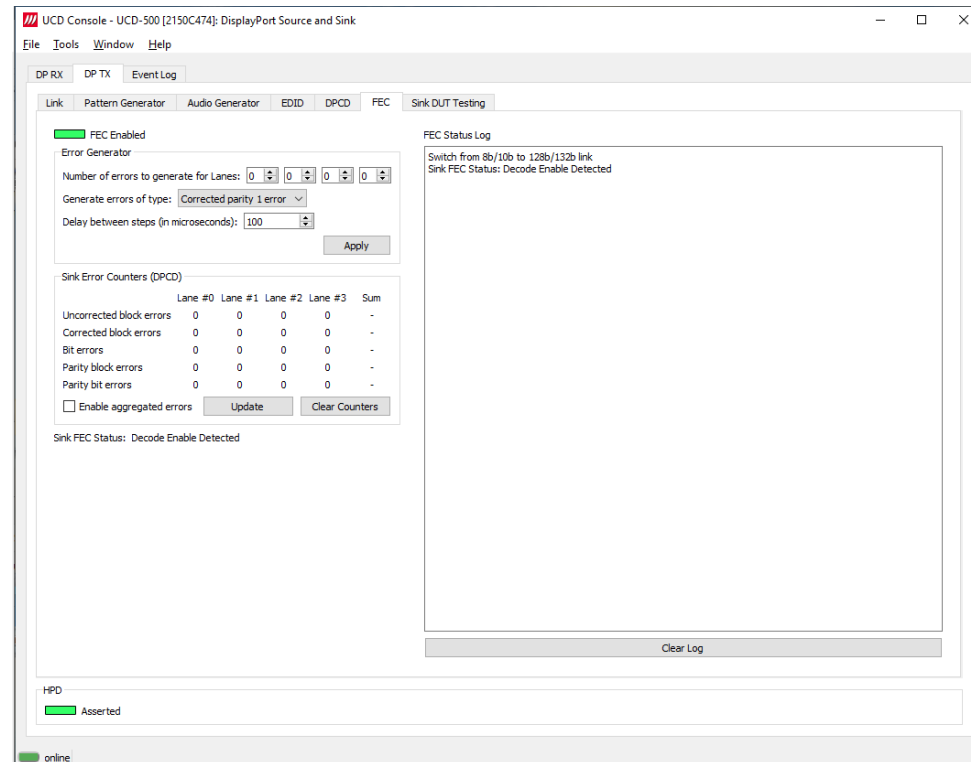 UCD Console - UCD-500 [2150C474]: DisplayPort Source and Sink
File Tools Window Help
DP RX DP TX Event Log
Link Pattern Generator Audio Generator EDID DPCD FEC Sink DUT Testing
FEC Enabled
Error Generator
Number of errors to generate for Lanes: 0 0 0 0
Generate errors of type: Corrected parity 1 error
Delay between steps (in microseconds): 100
Apply
Sink Error Counters (DPCD)
Lane #0 Lane #1 Lane #2 Lane #3 Sum
Uncorrected block errors 0 0 0 0 -
Corrected block errors 0 0 0 0 -
Bit errors 0 0 0 0 -
Parity block errors 0 0 0 0 -
Parity bit errors 0 0 0 0 -
Enable aggregated errors Update Clear Counters
Sink FEC Status: Decode Enable Detected
FEC Status Log
Switch from 8b/10b to 128b/132b link
Sink FEC Status: Decode Enable Detected
Clear Log
HPD
Asserted
online